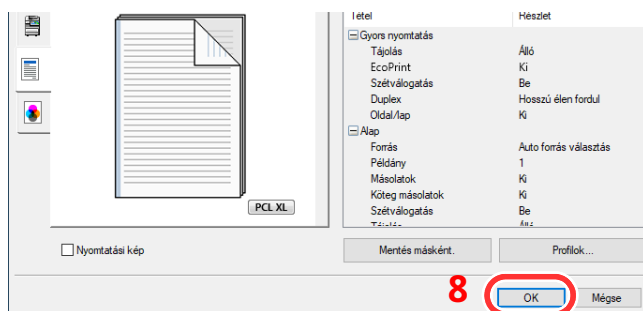 Tétel Részlet
Gyors nyomtatás
Tájolás Álló
EcoPrint Ki
Szétválogatás Be
Duplex Hosszú élen fordul
Oldal/lap Ki
Alap
Forrás Auto forrás választás
Példány 1
Másolatok Ki
Köteg másolatok Ki
Szétválogatás Be
Tájolás Álló
PCL XL
Nyomtatási kép Mentés másként. Profilok...
8 OK Mégse